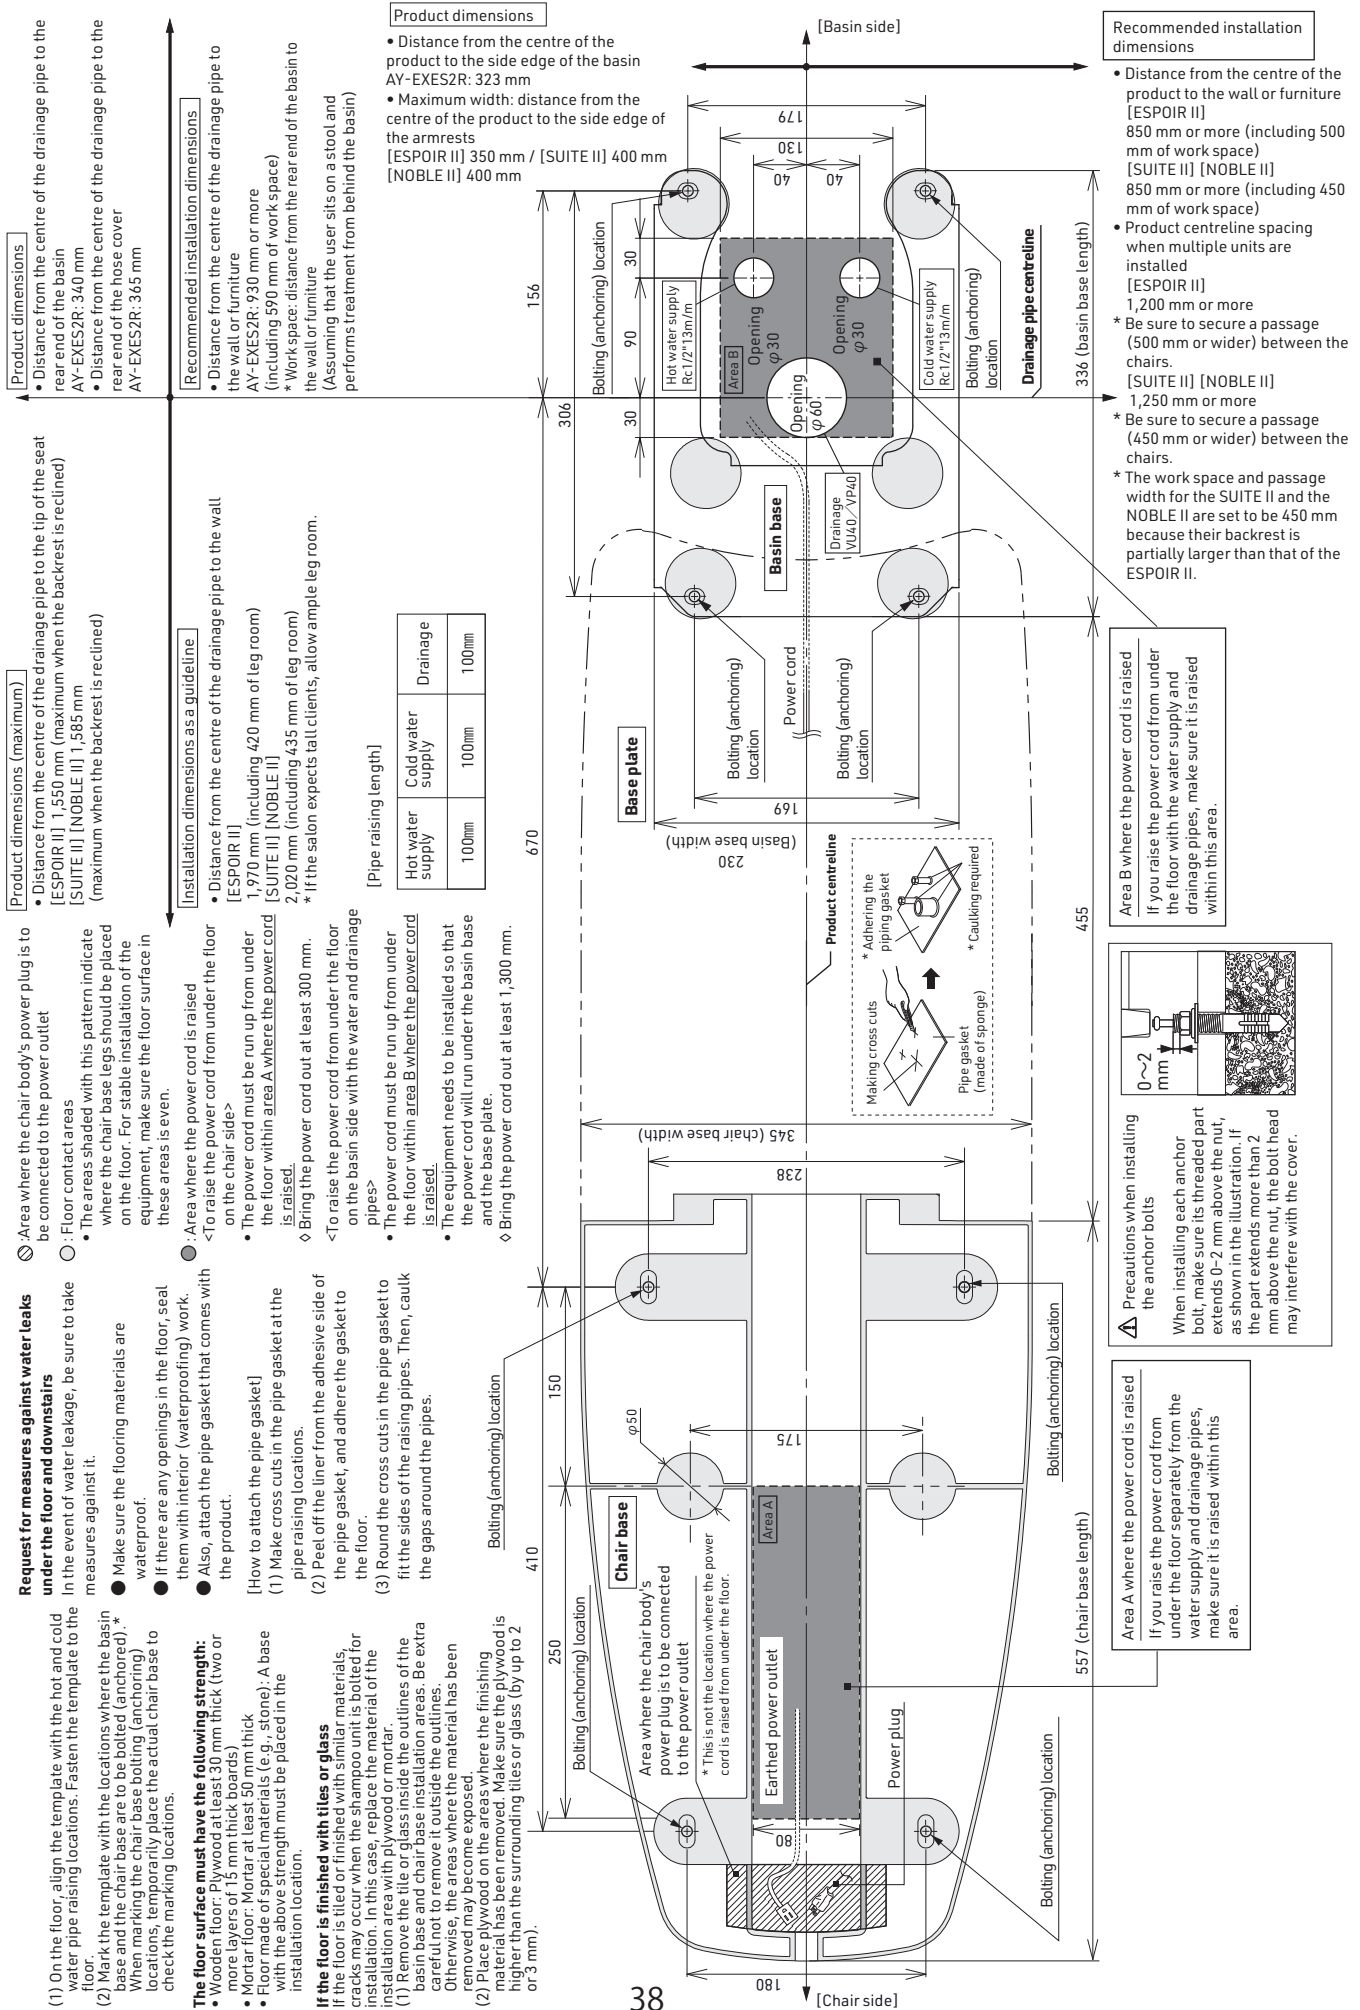 (1) On the floor, align the template with the hot and cold
water pipe raising locations. Fasten the template to the
floor.
(2) Mark the template with the locations where the basin
base and the chair base are to be bolted (anchored).*
When marking the chair base bolting (anchoring)
locations, temporarily place the actual chair base to
check the marking locations.
The floor surface must have the following strength:
• Wooden floor: Plywood at least 30 mm thick (two or
more layers of 15 mm thick boards)
• Mortar floor: Mortar at least 50 mm thick
• Floor made of special materials (e.g., stone): A base
with the above strength must be placed in the
installation location.
If the floor is finished with tiles or glass
If the floor is tiled or finished with similar materials,
cracks may occur when the shampoo unit is bolted for
installation. In this case, replace the material of the
installation area with plywood or mortar.
(1) Remove the tile or glass inside the outlines of the
basin base and chair base installation areas. Be extra
careful not to remove it outside the outlines.
Otherwise, the areas where the material has been
removed may become exposed.
(2) Place plywood on the areas where the finishing
material has been removed. Make sure the plywood is
higher than the surrounding tiles or glass (by up to 2
or 3 mm).
Request for measures against water leaks
under the floor and downstairs
In the event of water leakage, be sure to take
measures against it.
● Make sure the flooring materials are
waterproof.
● If there are any openings in the floor, seal
them with interior (waterproofing) work.
● Also, attach the pipe gasket that comes with
the product.
[How to attach the pipe gasket]
(1) Make cross cuts in the pipe gasket at the
pipe raising locations.
(2) Peel off the liner from the adhesive side of
the pipe gasket, and adhere the gasket to
the floor.
(3) Round the cross cuts in the pipe gasket to
fit the sides of the raising pipes. Then, caulk
the gaps around the pipes.
:Area where the chair body's power plug is to
be connected to the power outlet
: Floor contact areas
• The areas shaded with this pattern indicate
where the chair base legs should be placed
on the floor. For stable installation of the
equipment, make sure the floor surface in
these areas is even.
: Area where the power cord is raised
<To raise the power cord from under the floor
on the chair side>
• The power cord must be run up from under
the floor within area A where the power cord
is raised.
◊ Bring the power cord out at least 300 mm.
<To raise the power cord from under the floor
on the basin side with the water and drainage
pipes>
• The power cord must be run up from under
the floor within area B where the power cord
is raised.
• The equipment needs to be installed so that
the power cord will run under the basin base
and the base plate.
◊ Bring the power cord out at least 1,300 mm.
Product dimensions (maximum)
• Distance from the centre of the drainage pipe to the tip of the seat
[ESPOIR II] 1,550 mm (maximum when the backrest is reclined)
[SUITE II] [NOBLE II] 1,585 mm
(maximum when the backrest is reclined)
Installation dimensions as a guideline
• Distance from the centre of the drainage pipe to the wall
[ESPOIR II]
1,970 mm (including 420 mm of leg room)
[SUITE II] [NOBLE II]
2,020 mm (including 435 mm of leg room)
* If the salon expects tall clients, allow ample leg room.
[Pipe raising length]
Hot water supply
Cold water supply
Drainage
100mm
100mm
100mm
Product dimensions
• Distance from the centre of the drainage pipe to the
rear end of the basin
AY-EXES2R: 340 mm
• Distance from the centre of the drainage pipe to the
rear end of the hose cover
AY-EXES2R: 365 mm
Recommended installation dimensions
• Distance from the centre of the drainage pipe to
the wall or furniture
AY-EXES2R: 930 mm or more
(including 590 mm of work space)
* Work space: distance from the rear end of the basin to
the wall or furniture
(Assuming that the user sits on a stool and
performs treatment from behind the basin)
Product dimensions
• Distance from the centre of the
product to the side edge of the basin
AY-EXES2R: 323 mm
• Maximum width: distance from the
centre of the product to the side edge of
the armrests
[ESPOIR II] 350 mm / [SUITE II] 400 mm
[NOBLE II] 400 mm
[Basin side]
Recommended installation
dimensions
• Distance from the centre of the
product to the wall or furniture
[ESPOIR II]
850 mm or more (including 500
mm of work space)
[SUITE II] [NOBLE II]
850 mm or more (including 450
mm of work space)
• Product centreline spacing
when multiple units are
installed
[ESPOIR II]
1,200 mm or more
* Be sure to secure a passage
(500 mm or wider) between the
chairs.
[SUITE II] [NOBLE II]
1,250 mm or more
* Be sure to secure a passage
(450 mm or wider) between the
chairs.
* The work space and passage
width for the SUITE II and the
NOBLE II are set to be 450 mm
because their backrest is
partially larger than that of the
ESPOIR II.
179
130
40
40
156
306
30
90
30
Bolting (anchoring) location
Hot water supply
Rc1/2"13m/m
Area B
Opening
φ30
Opening
φ30
Opening
φ60
Cold water supply
Rc1/2"13m/m
Bolting (anchoring)
location
Drainage pipe centreline
336 (basin base length)
Drainage
VU40／VP40
Basin base
Power cord
Bolting (anchoring)
location
Bolting (anchoring)
location
Base plate
169
230
(Basin base width)
670
455
Product centreline
Making cross cuts
Pipe gasket
(made of sponge)
* Adhering the
piping gasket
* Caulking required
345 (chair base width)
238
150
410
250
φ50
175
Bolting (anchoring) location
Bolting (anchoring) location
Bolting (anchoring) location
Bolting (anchoring) location
Chair base
Area A
Area where the chair body's
power plug is to be connected
to the power outlet
* This is not the location where the power
cord is raised from under the floor.
Earthed power outlet
Power plug
80
180
557 (chair base length)
[Chair side]
Area B where the power cord is raised
If you raise the power cord from under
the floor with the water supply and
drainage pipes, make sure it is raised
within this area.
Precautions when installing
the anchor bolts
When installing each anchor
bolt, make sure its threaded part
extends 0–2 mm above the nut,
as shown in the illustration. If
the part extends more than 2
mm above the nut, the bolt head
may interfere with the cover.
0〜2
mm
Area A where the power cord is raised
If you raise the power cord from
under the floor separately from the
water supply and drainage pipes,
make sure it is raised within this
area.
38